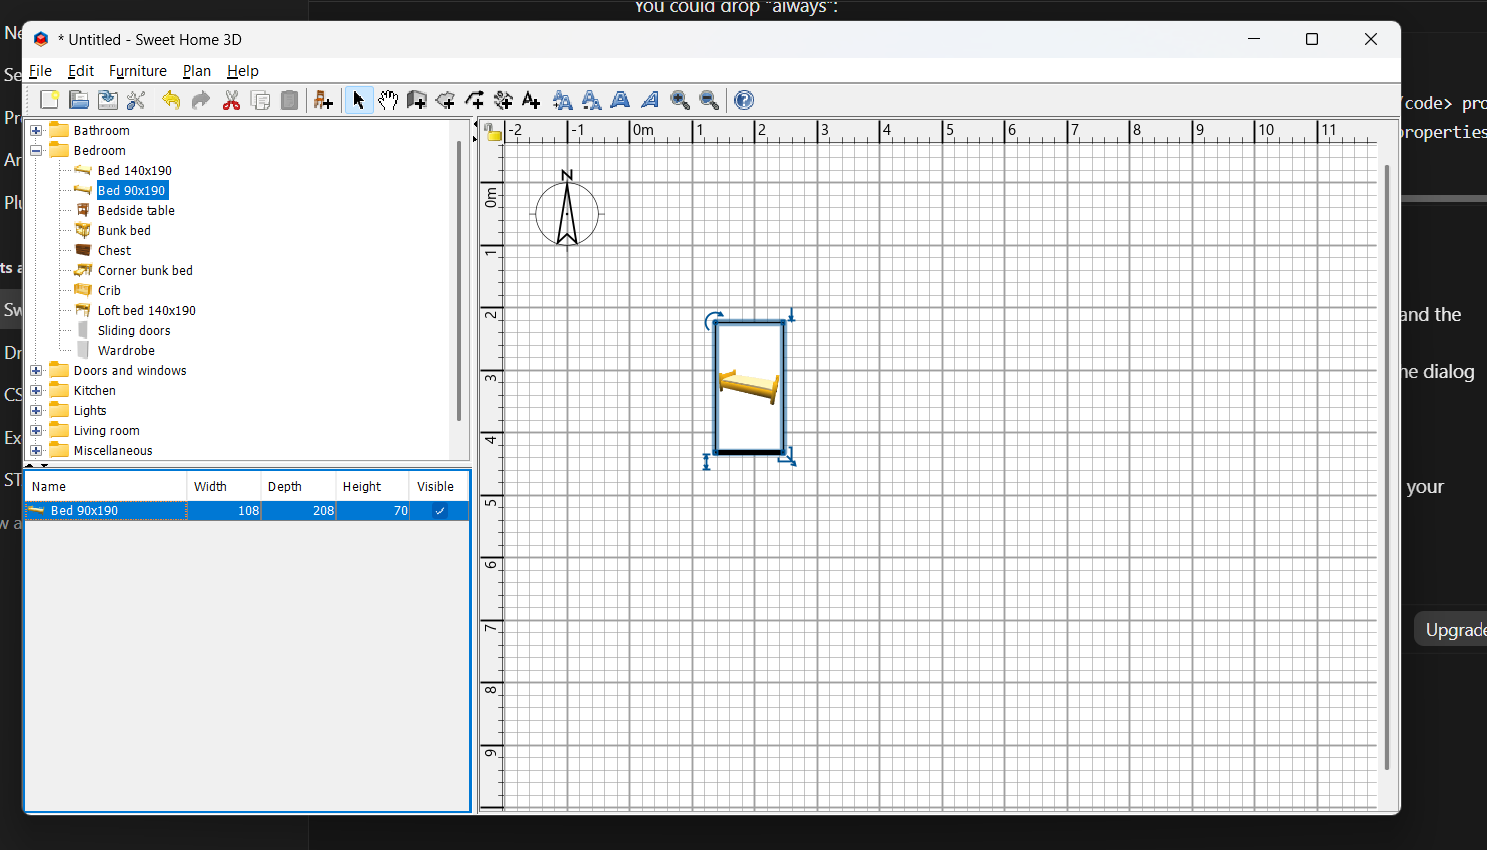 You could drop "always":
Ne
* Untitled - Sweet Home 3D
File Edit Furniture Plan Help
Se
Pr
Ar
Plu
ts a
Sw
Dr
CS
Ex
ST
w a
/code> pro
properties
and the
he dialog
your
Upgrade
Bathroom
Bedroom
Bed 140x190
Bed 90x190
Bedside table
Bunk bed
Chest
Corner bunk bed
Crib
Loft bed 140x190
Sliding doors
Wardrobe
Doors and windows
Kitchen
Lights
Living room
Miscellaneous
Name Width Depth Height Visible
Bed 90x190 108 208 70
-2 -1 0m 1 2 3 4 5 6 7 8 9 10 11
N
0m
1
2
3
4
5
6
7
8
9